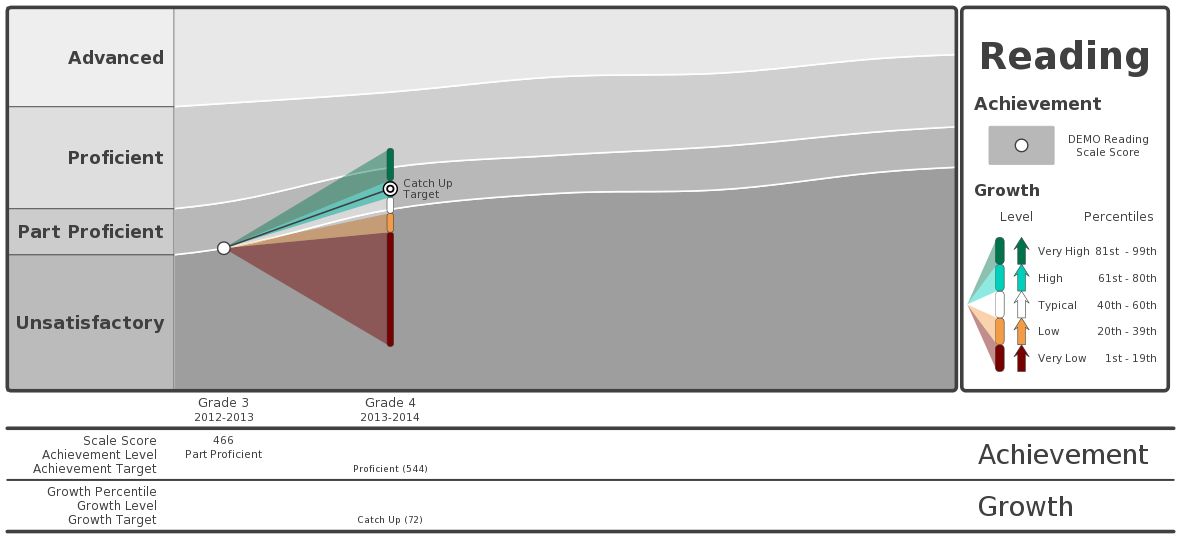 Advanced
Proficient
Part Proficient
Unsatisfactory
Catch Up
Target
Grade 3
2012-2013
Grade 4
2013-2014
Reading
Achievement
DEMO Reading
Scale Score
Growth
Level Percentiles
Very High 81st - 99th
High 61st - 80th
Typical 40th - 60th
Low 20th - 39th
Very Low 1st - 19th
Scale Score 466
Achievement Level Part Proficient
Achievement Target Proficient (544)
Achievement
Growth Percentile
Growth Level
Growth Target Catch Up (72)
Growth